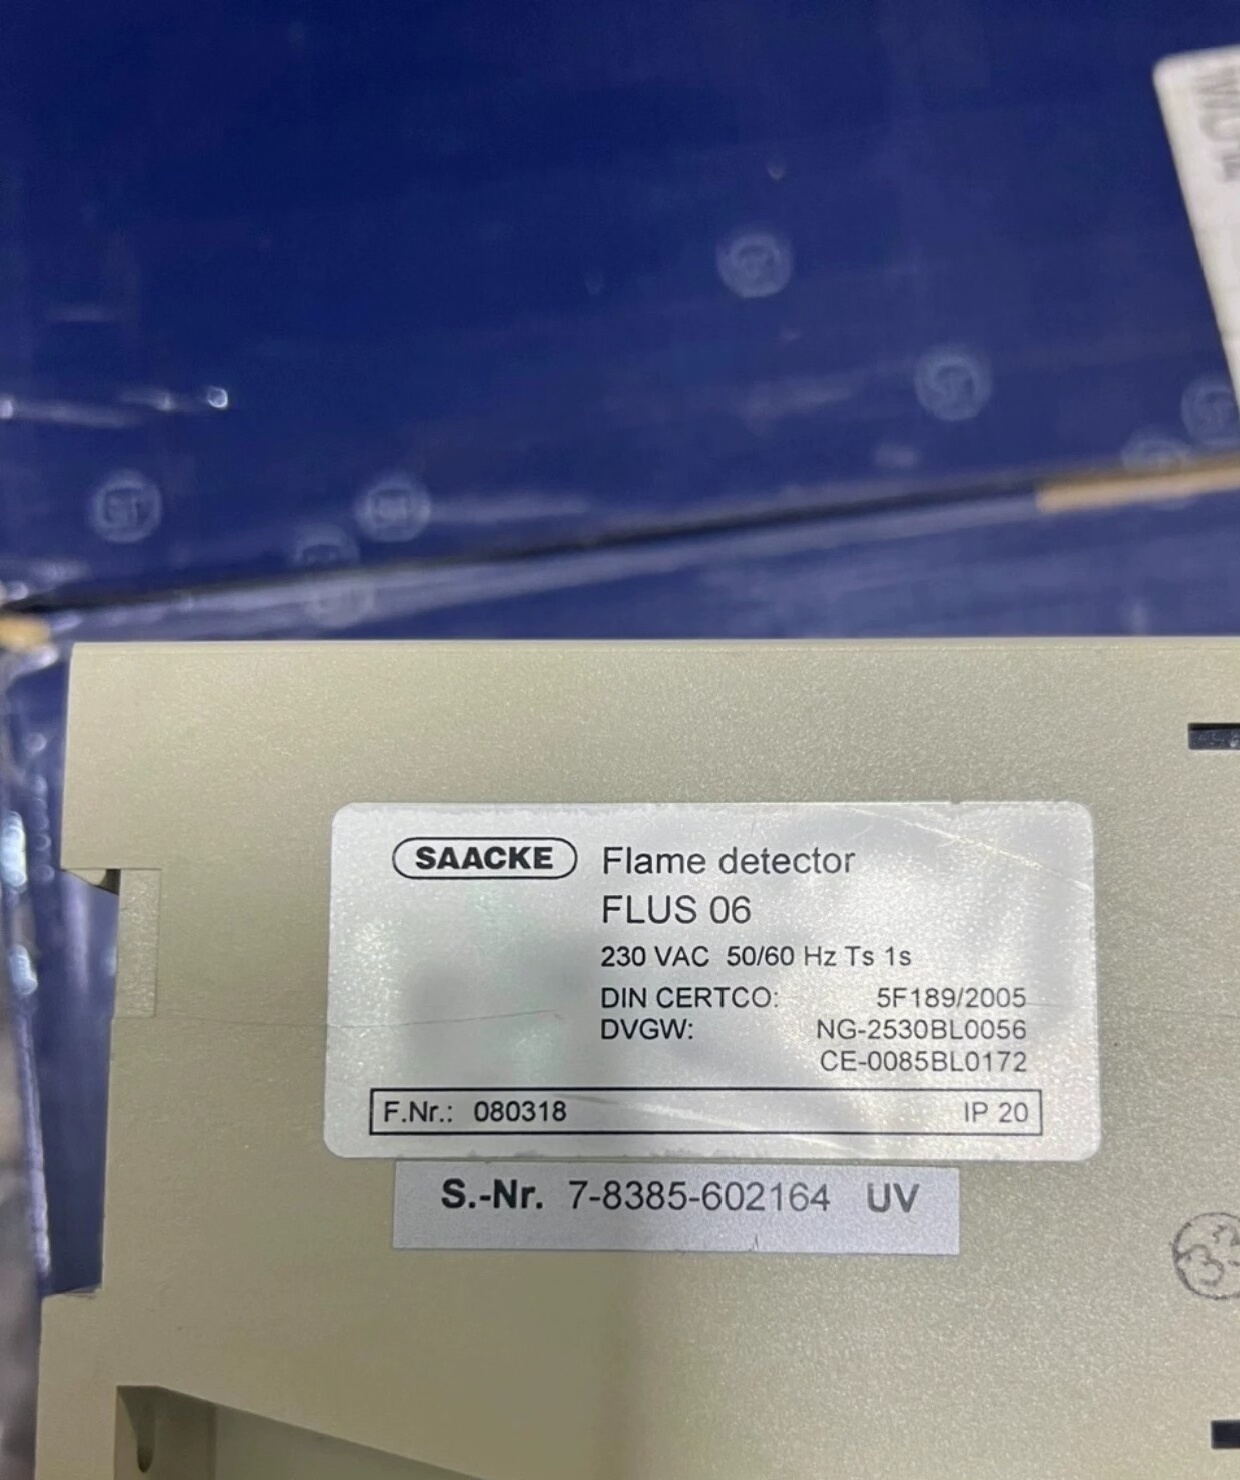 SAACKE Flame detector
FLUS 06
230 VAC 50/60 Hz Ts 1s
DIN CERTCO: 5F189/2005
DVGW: NG-2530BL0056
CE-0085BL0172
F.Nr.: 080318 IP 20
S.-Nr. 7-8385-602164 UV